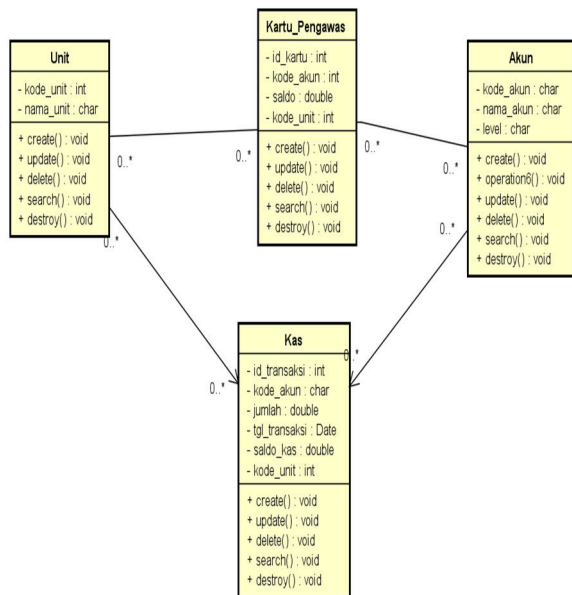 Unit
- kode_unit : int
- nama_unit : char
+ create() : void
+ update() : void
+ delete() : void
+ search() : void
+ destroy() : void
0..*
0..*
Kartu_Pengawas
- id_kartu : int
- kode_akun : int
- saldo : double
- kode_unit : int
+ create() : void
+ update() : void
+ delete() : void
+ search() : void
+ destroy() : void
0..*
0..*
Akun
- kode_akun : char
- nama_akun : char
- level : char
+ create() : void
+ operation6() : void
+ update() : void
+ delete() : void
+ search() : void
+ destroy() : void
0..*
0..*
Kas
- id_transaksi : int
- kode_akun : char
- jumlah : double
- tgl_transaksi : Date
- saldo_kas : double
- kode_unit : int
+ create() : void
+ update() : void
+ delete() : void
+ search() : void
+ destroy() : void
0..*
0..*